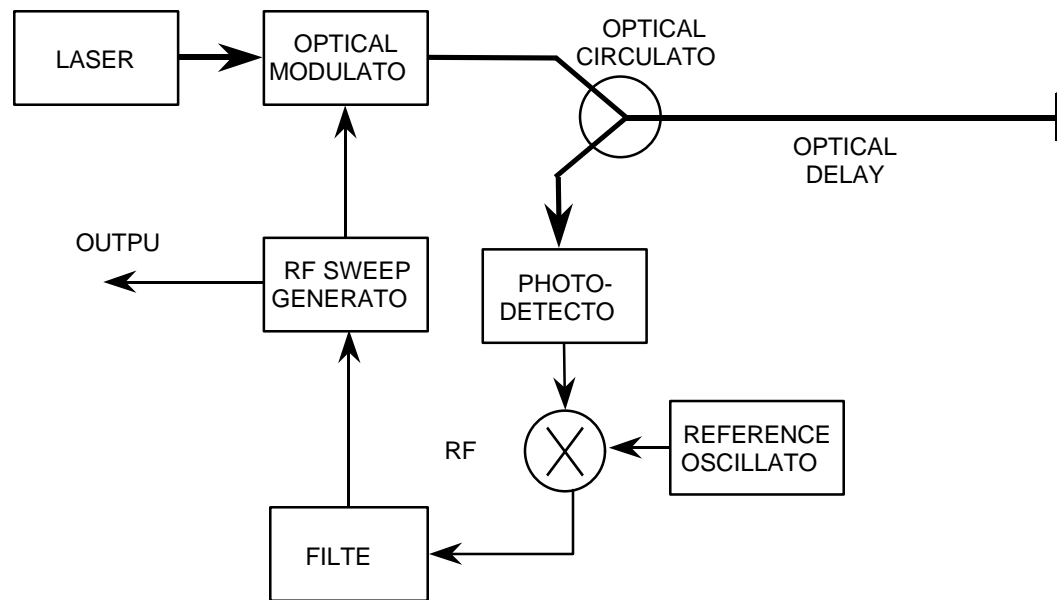 LASER
OPTICAL
MODULATO
OPTICAL
CIRCULATO
OPTICAL
DELAY
OUTPU
RF SWEEP
GENERATO
PHOTO-
DETECTO
RF
REFERENCE
OSCILLATO
FILTE